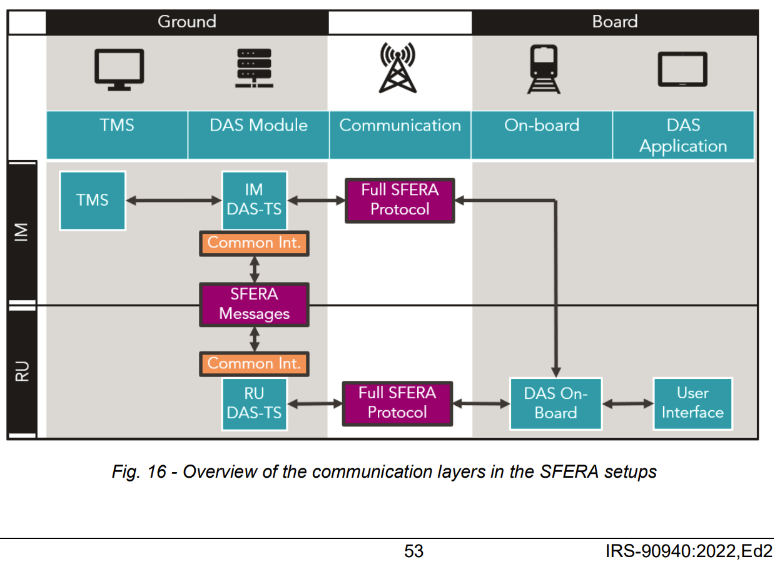 Ground
Board
TMS
DAS Module
Communication
On-board
DAS
Application
IM
TMS
IM
DAS-TS
Full SFERA
Protocol
Common Int.
SFERA
Messages
RU
Common Int.
RU
DAS-TS
Full SFERA
Protocol
DAS On-
Board
User
Interface
Fig. 16 - Overview of the communication layers in the SFERA setups
53
IRS-90940:2022,Ed2